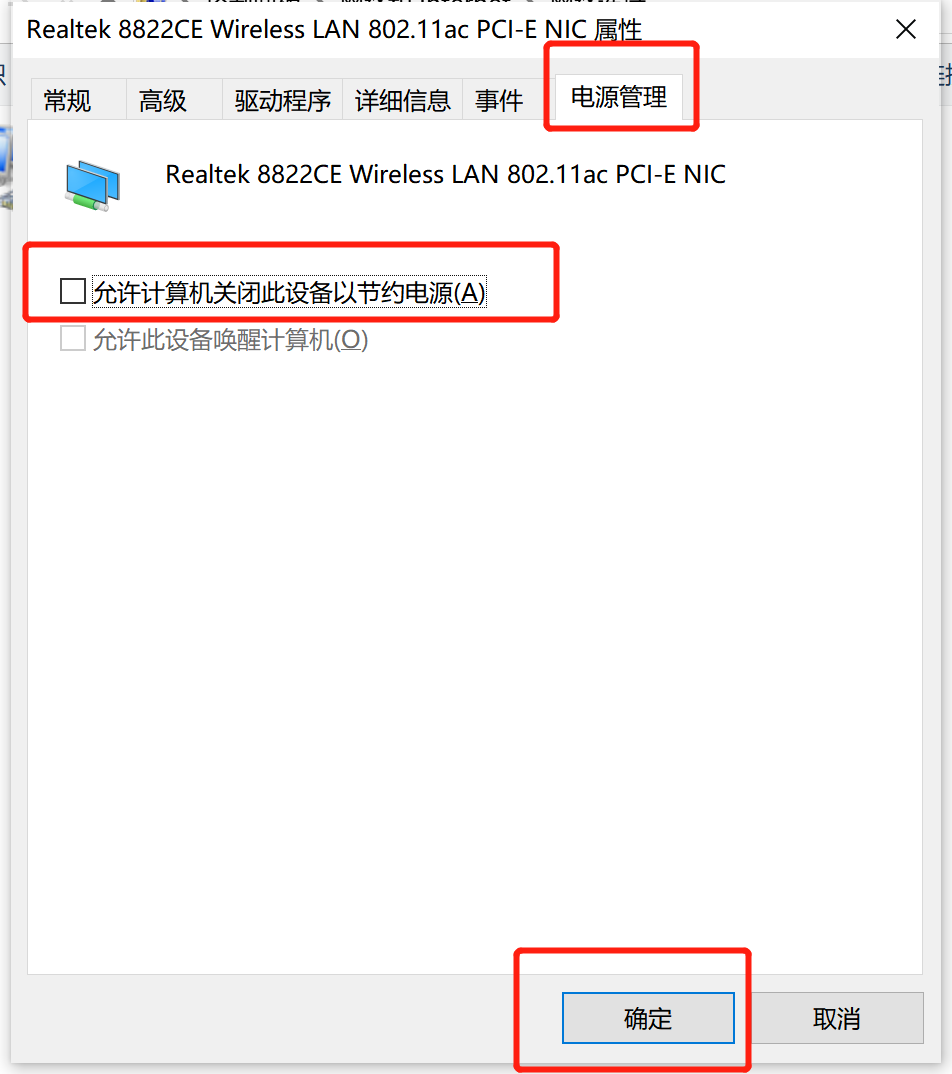 Realtek 8822CE Wireless LAN 802.11ac PCI-E NIC 属性
常规 高级 驱动程序 详细信息 事件 电源管理
Realtek 8822CE Wireless LAN 802.11ac PCI-E NIC
允许计算机关闭此设备以节约电源(A)
允许此设备唤醒计算机(O)
确定 取消